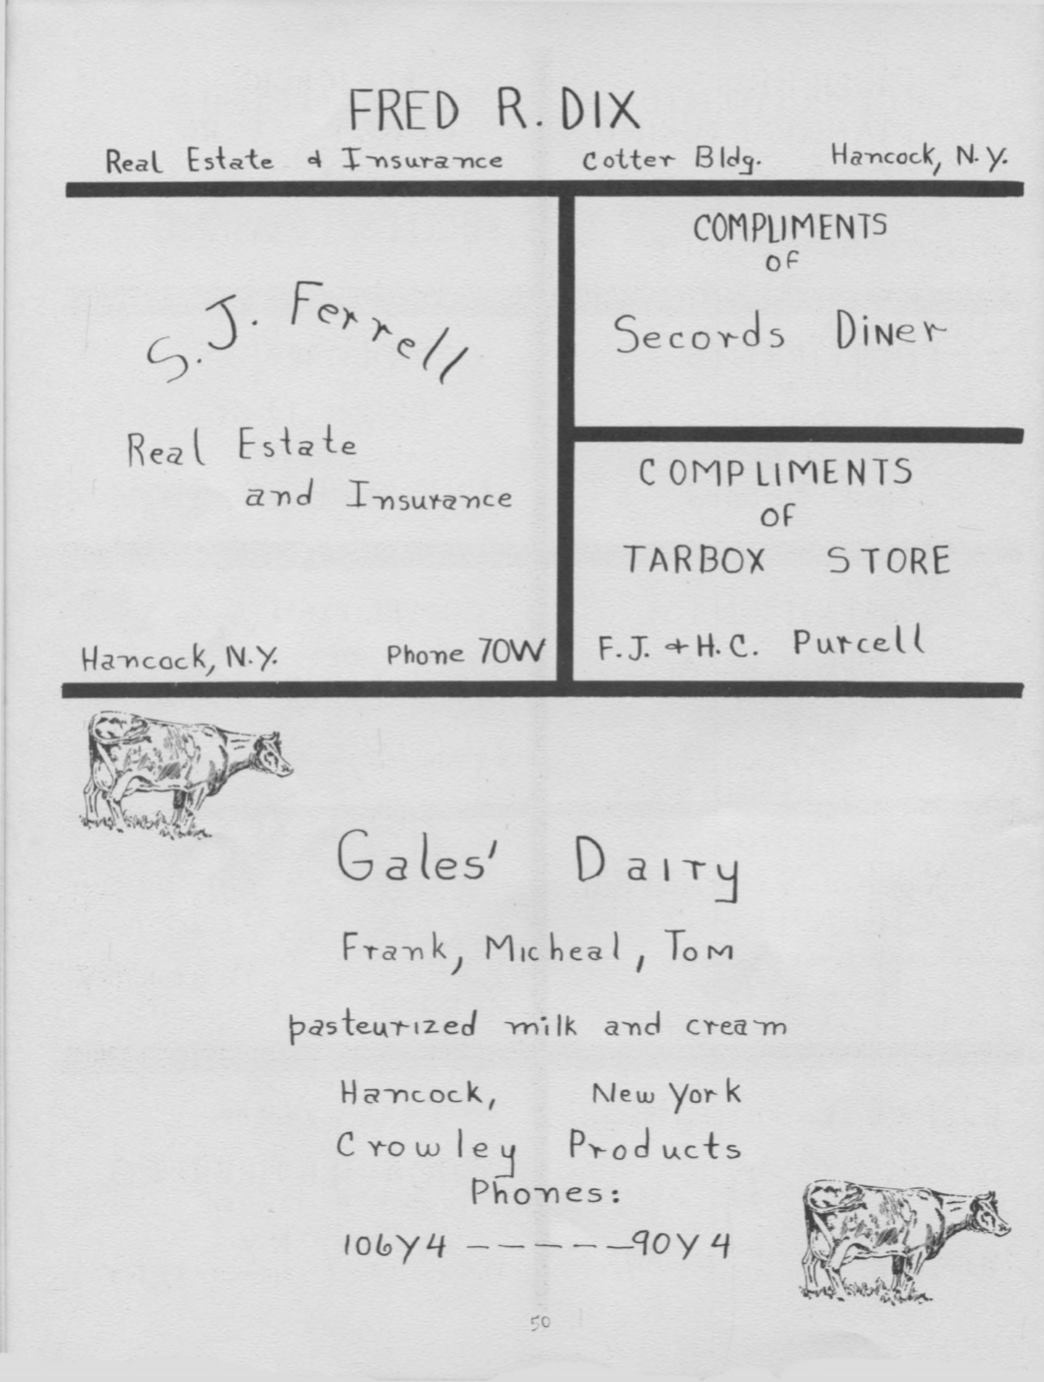 FRED R. DIX
Real Estate & Insurance Cotter Bldg. Hancock, N.Y.
S.J. Ferrell
Real Estate
and Insurance
Hancock, N.Y. Phone 70W
COMPLIMENTS
OF
Secords Diner
COMPLIMENTS
OF
TARBOX STORE
F.J. & H.C. Purcell
Gales' Dairy
Frank, Micheal, Tom
pasteurized milk and cream
Hancock, New York
Crowley Products
Phones:
106Y4 ------90Y4
50